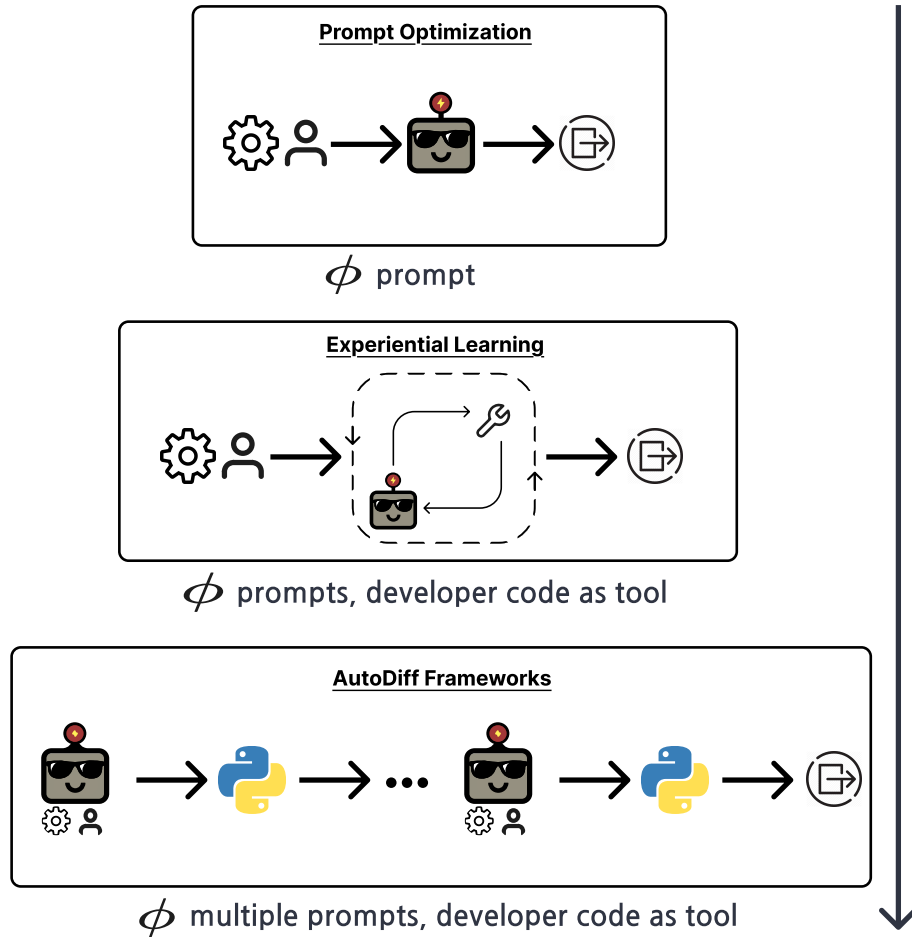 Prompt Optimization
ϕ prompt
Experiential Learning
ϕ prompts, developer code as tool
AutoDiff Frameworks
ϕ multiple prompts, developer code as tool